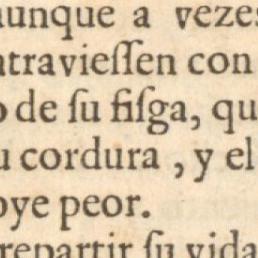 aunque a vezes
atravieſſen con
o de ſu fiſga, qu
u cordura , y el
oye peor.
repartir ſu vida